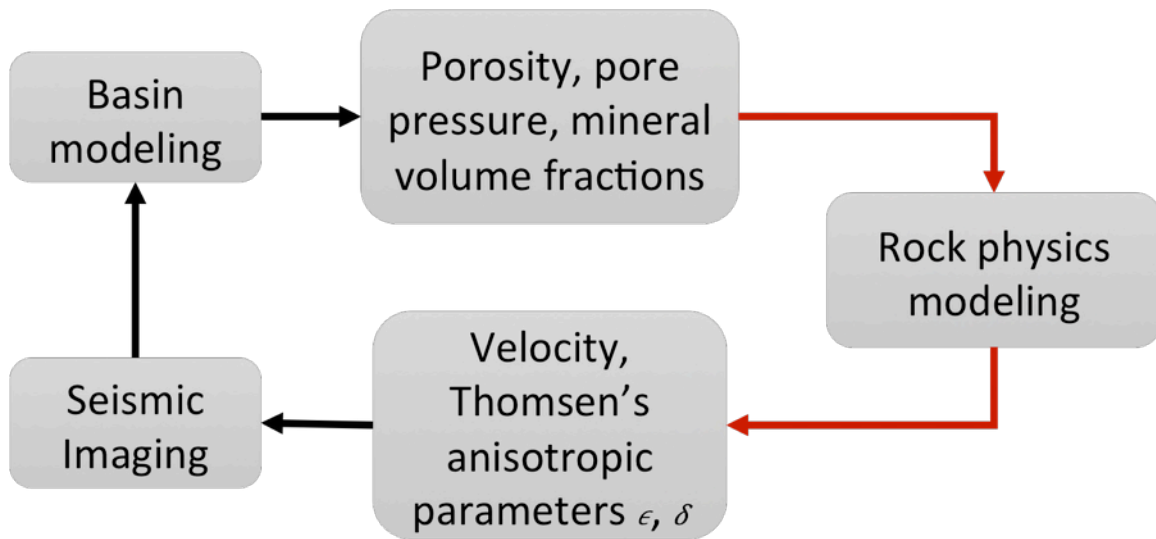 Basin
modeling
Porosity, pore
pressure, mineral
volume fractions
Rock physics
modeling
Velocity,
Thomsen's
anisotropic
parameters ϵ, δ
Seismic
Imaging